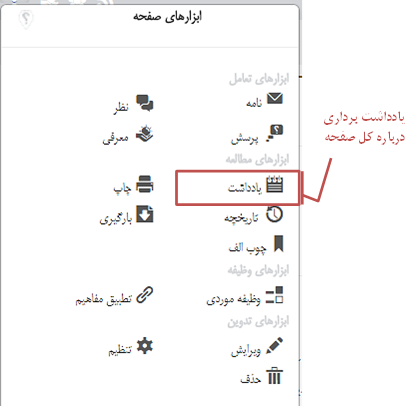 ابزارهای صفحه
؟
ابزارهای تعامل
نامه
نظر
پرسش
معرفی
ابزارهای مطالعه
یادداشت
چاپ
تاریخچه
بارگیری
چوب الف
ابزارهای وظیفه
وظیفه موردی
تطبیق مفاهیم
ابزارهای تدوین
ویرایش
تنظیم
حذف
یادداشت برداری
درباره کل صفحه